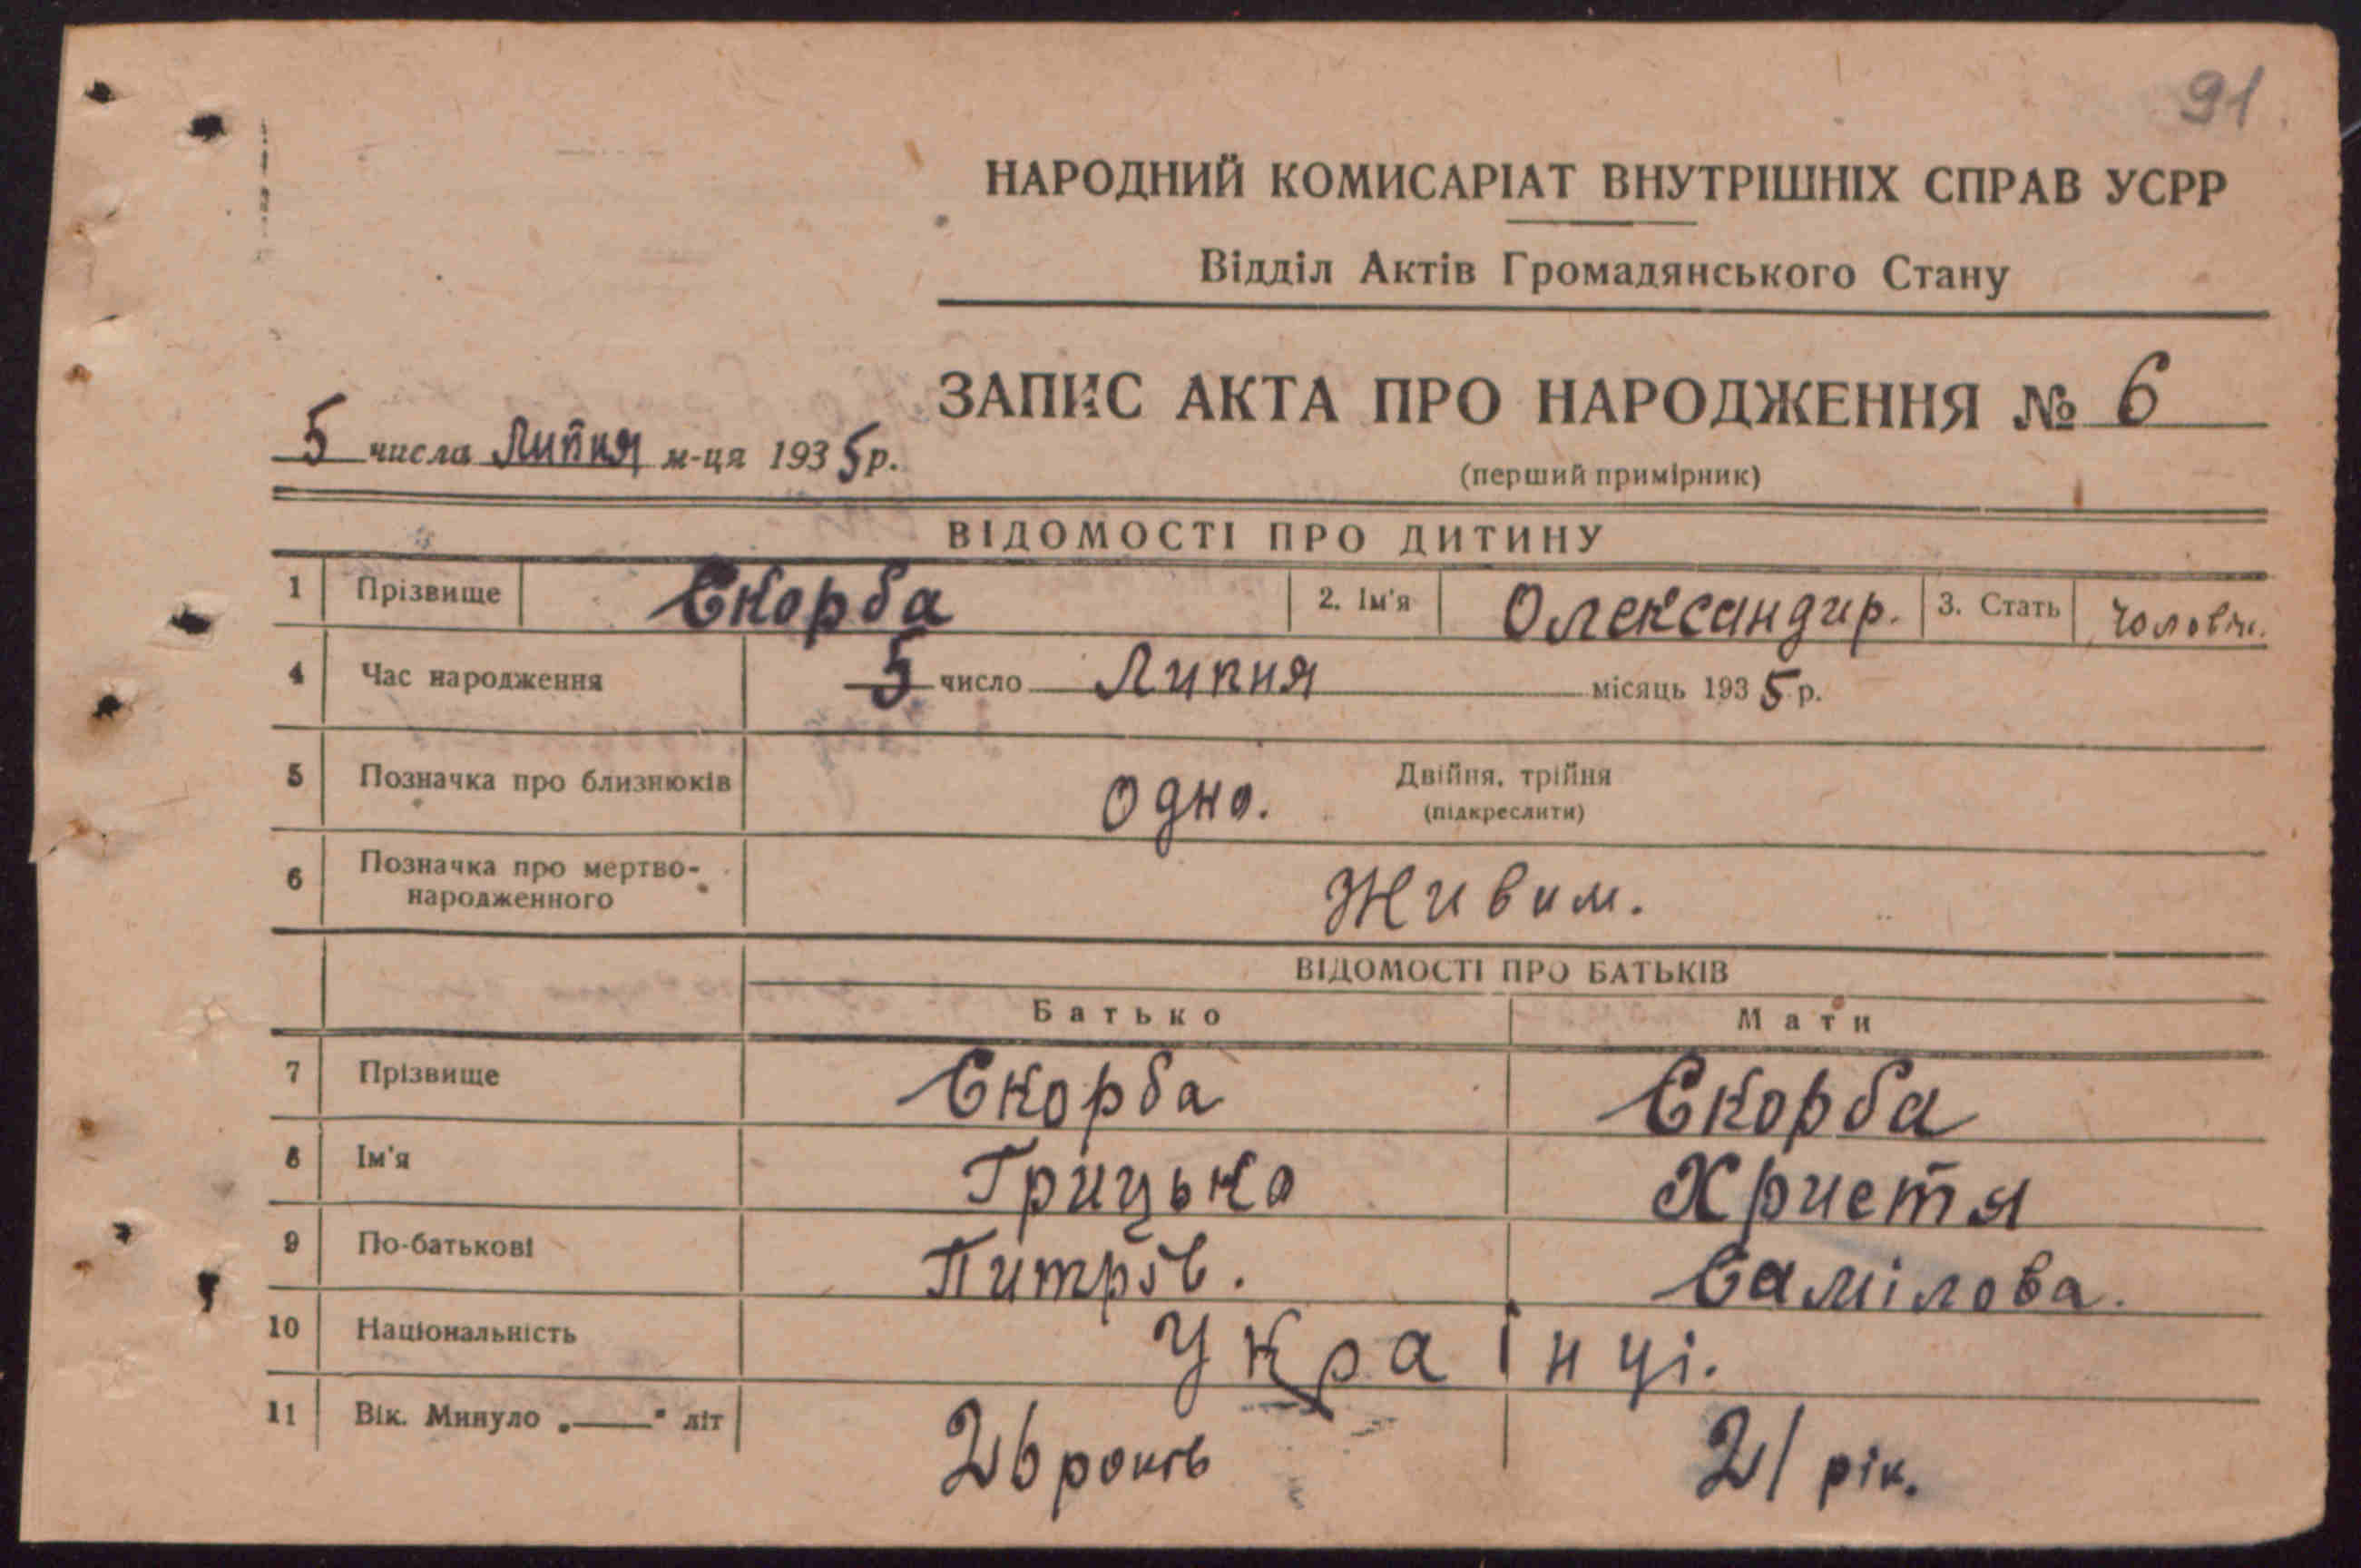 91
НАРОДНИЙ КОМИСАРІАТ ВНУТРІШНІХ СПРАВ УСРР
Відділ Актів Громадянського Стану
ЗАПИС АКТА ПРО НАРОДЖЕННЯ № 6
5 числа Липня м-ця 1935 р.
(перший примірник)
ВІДОМОСТІ ПРО ДИТИНУ
1 Прізвище Скорба 2. Ім'я Олександир. 3. Стать Чоловіч.
4 Час народження 5 число Липня місяць 1935 р.
5 Позначка про близнюків Одно. Двійня, трійня
(підкреслити)
6 Позначка про мертво-
народженного Живим.
ВІДОМОСТІ ПРО БАТЬКІВ
Батько Мати
7 Прізвище Скорба Скорба
8 Ім'я Грицько Христя
9 По-батькові Питрів. Самілова.
10 Національність Українці.
11 Вік. Минуло „——" літ 26 років 21 рік.